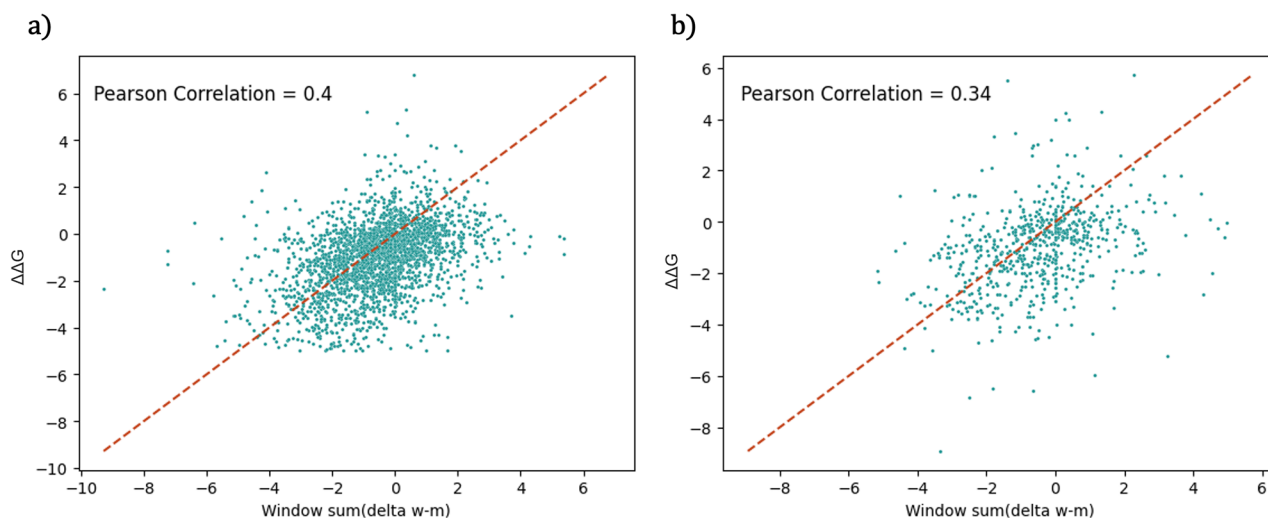 a)
Pearson Correlation = 0.4
6
4
2
0
−2
−4
−6
−8
−10
ΔΔG
−10 −8 −6 −4 −2 0 2 4 6
Window sum(delta w-m)
b)
Pearson Correlation = 0.34
6
4
2
0
−2
−4
−6
−8
ΔΔG
−8 −6 −4 −2 0 2 4 6
Window sum(delta w-m)